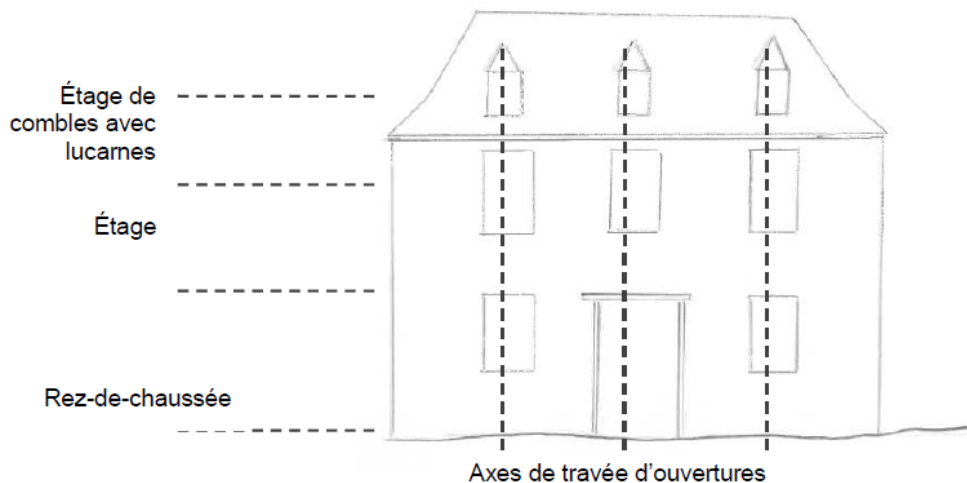 Étage de
combles avec
lucarnes
Étage
Rez-de-chaussée
Axes de travée d'ouvertures